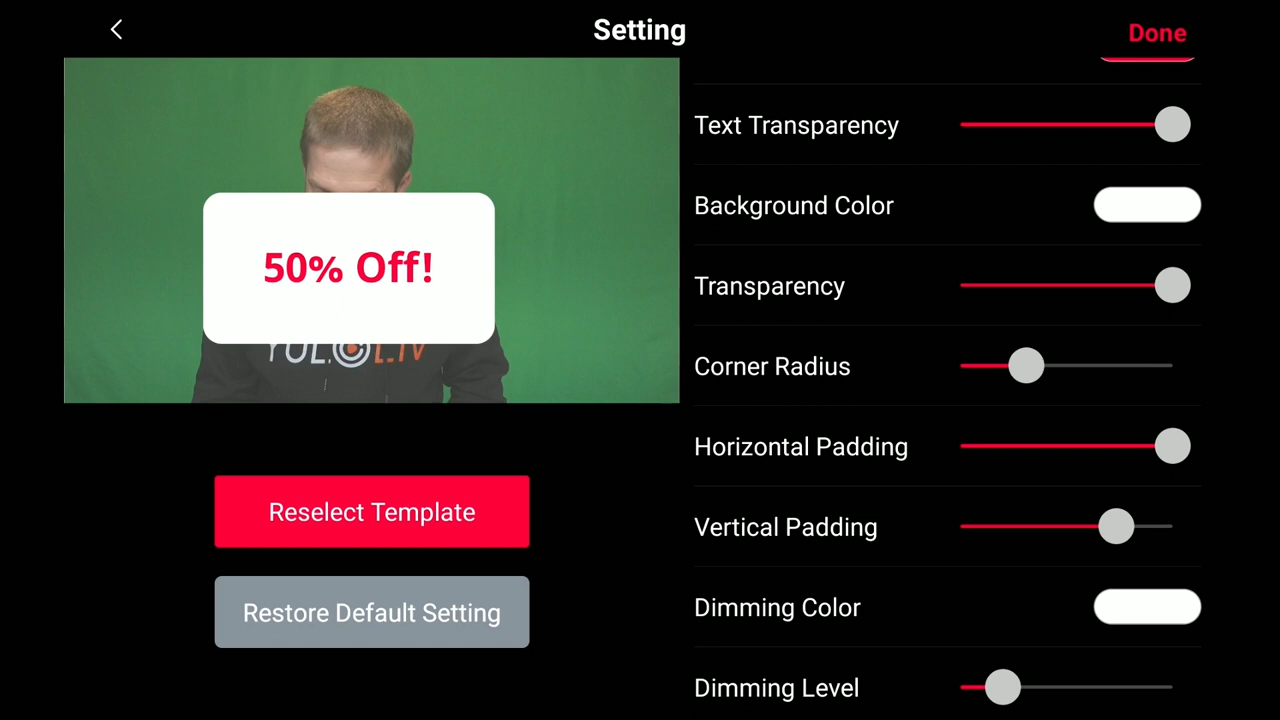 Setting
Done
50% Off!
Text Transparency
Background Color
Transparency
Corner Radius
Horizontal Padding
Vertical Padding
Dimming Color
Dimming Level
Reselect Template
Restore Default Setting